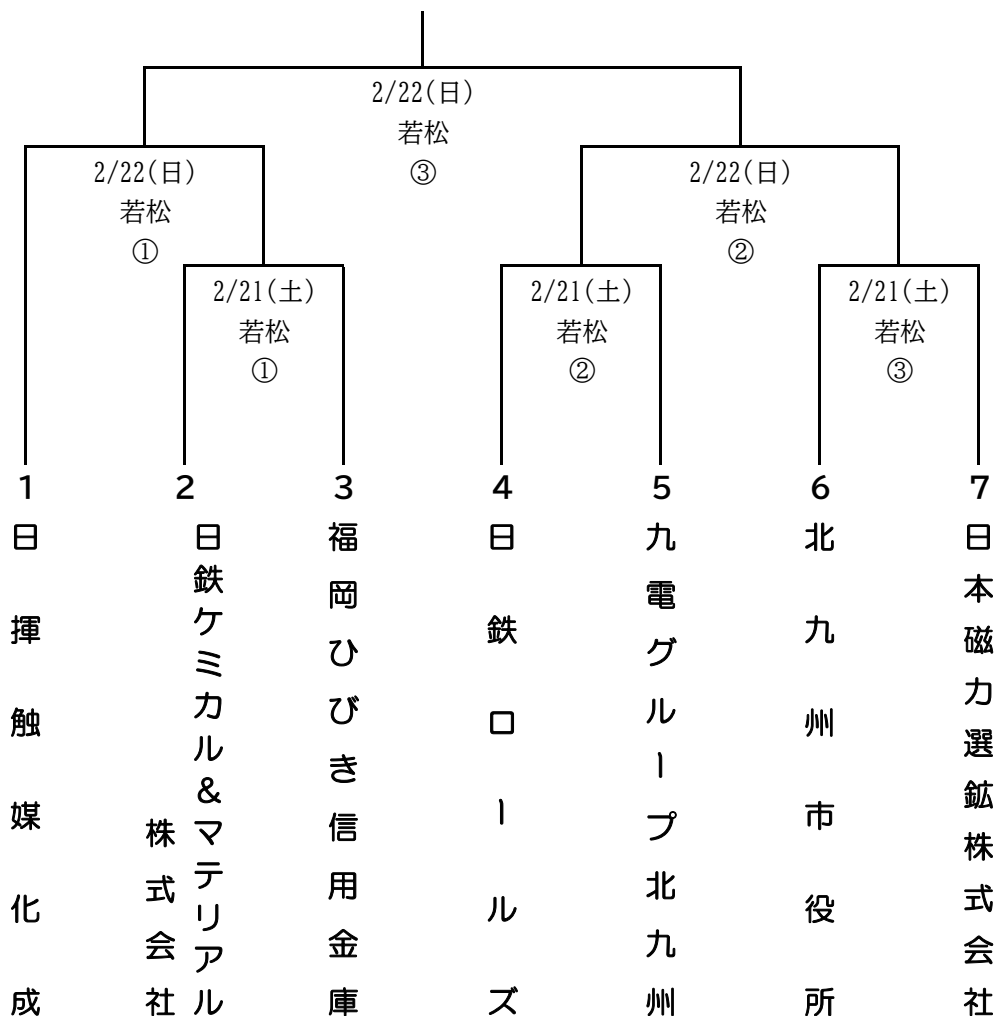 2/22(日)
若松
③
2/22(日)
若松
①
2/22(日)
若松
②
2/21(土)
若松
①
2/21(土)
若松
②
2/21(土)
若松
③
1
日揮触媒化成
2
日鉄ケミカル&マテリアル
株式会社
3
福岡ひびき信用金庫
4
日鉄ロールズ
5
九電グループ北九州
6
北九州市役所
7
日本磁力選鉱株式会社